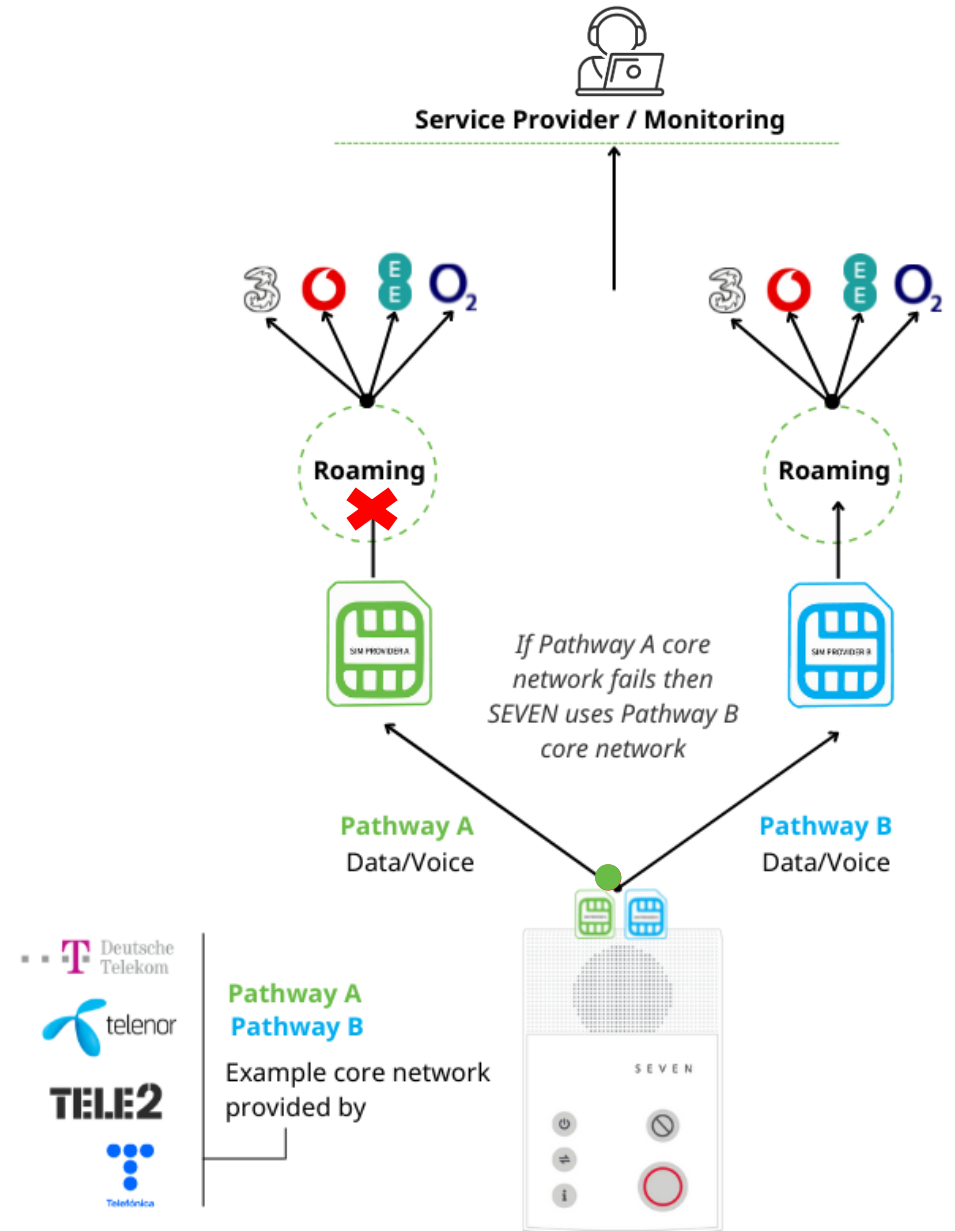 Service Provider / Monitoring
3
E
E
O2
3
E
E
O2
Roaming
Roaming
SIM PROVIDER A
SIM PROVIDER B
If Pathway A core
network fails then
SEVEN uses Pathway B
core network
Pathway A
Data/Voice
Pathway B
Data/Voice
T Deutsche
Telekom
telenor
TELE2
Telefónica
Pathway A
Pathway B
Example core network
provided by
SEVEN
i